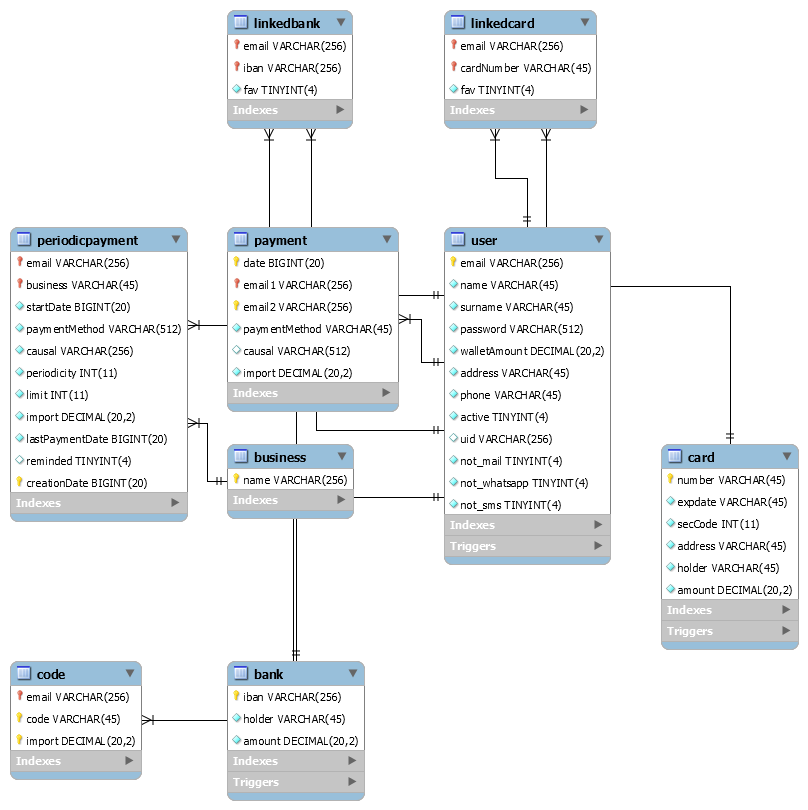 linkedbank
email VARCHAR(256)
iban VARCHAR(256)
fav TINYINT(4)
Indexes
linkedcard
email VARCHAR(256)
cardNumber VARCHAR(45)
fav TINYINT(4)
Indexes
periodicpayment
email VARCHAR(256)
business VARCHAR(45)
startDate BIGINT(20)
paymentMethod VARCHAR(512)
causal VARCHAR(256)
periodicity INT(11)
limit INT(11)
import DECIMAL(20,2)
lastPaymentDate BIGINT(20)
reminded TINYINT(4)
creationDate BIGINT(20)
Indexes
payment
date BIGINT(20)
email1 VARCHAR(256)
email2 VARCHAR(256)
paymentMethod VARCHAR(45)
causal VARCHAR(512)
import DECIMAL(20,2)
Indexes
user
email VARCHAR(256)
name VARCHAR(45)
surname VARCHAR(45)
password VARCHAR(512)
walletAmount DECIMAL(20,2)
address VARCHAR(45)
phone VARCHAR(45)
active TINYINT(4)
uid VARCHAR(256)
not_mail TINYINT(4)
not_whatsapp TINYINT(4)
not_sms TINYINT(4)
Indexes
Triggers
business
name VARCHAR(256)
Indexes
card
number VARCHAR(45)
expdate VARCHAR(45)
secCode INT(11)
address VARCHAR(45)
holder VARCHAR(45)
amount DECIMAL(20,2)
Indexes
Triggers
code
email VARCHAR(256)
code VARCHAR(45)
import DECIMAL(20,2)
Indexes
bank
iban VARCHAR(256)
holder VARCHAR(45)
amount DECIMAL(20,2)
Indexes
Triggers